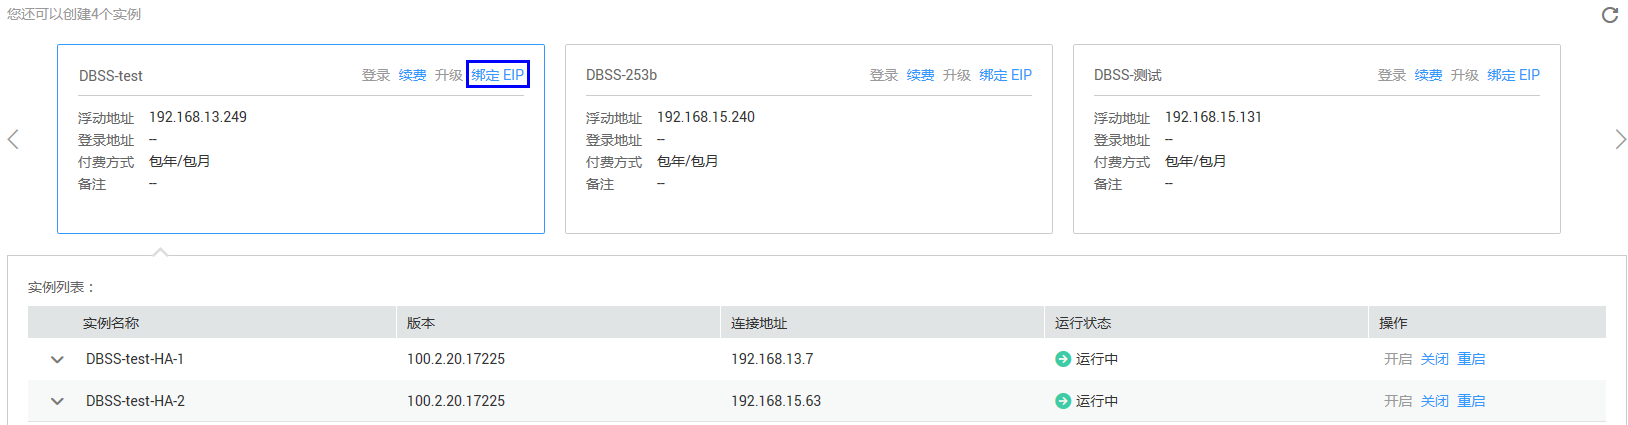 您还可以创建4个实例
DBSS-test 登录 续费 升级 绑定 EIP
浮动地址 192.168.13.249
登录地址 --
付费方式 包年/包月
备注 --
DBSS-253b 登录 续费 升级 绑定 EIP
浮动地址 192.168.15.240
登录地址 --
付费方式 包年/包月
备注 --
DBSS-测试 登录 续费 升级 绑定 EIP
浮动地址 192.168.15.131
登录地址 --
付费方式 包年/包月
备注 --
实例列表：
实例名称 版本 连接地址 运行状态 操作
DBSS-test-HA-1 100.2.20.17225 192.168.13.7 运行中 开启 关闭 重启
DBSS-test-HA-2 100.2.20.17225 192.168.15.63 运行中 开启 关闭 重启